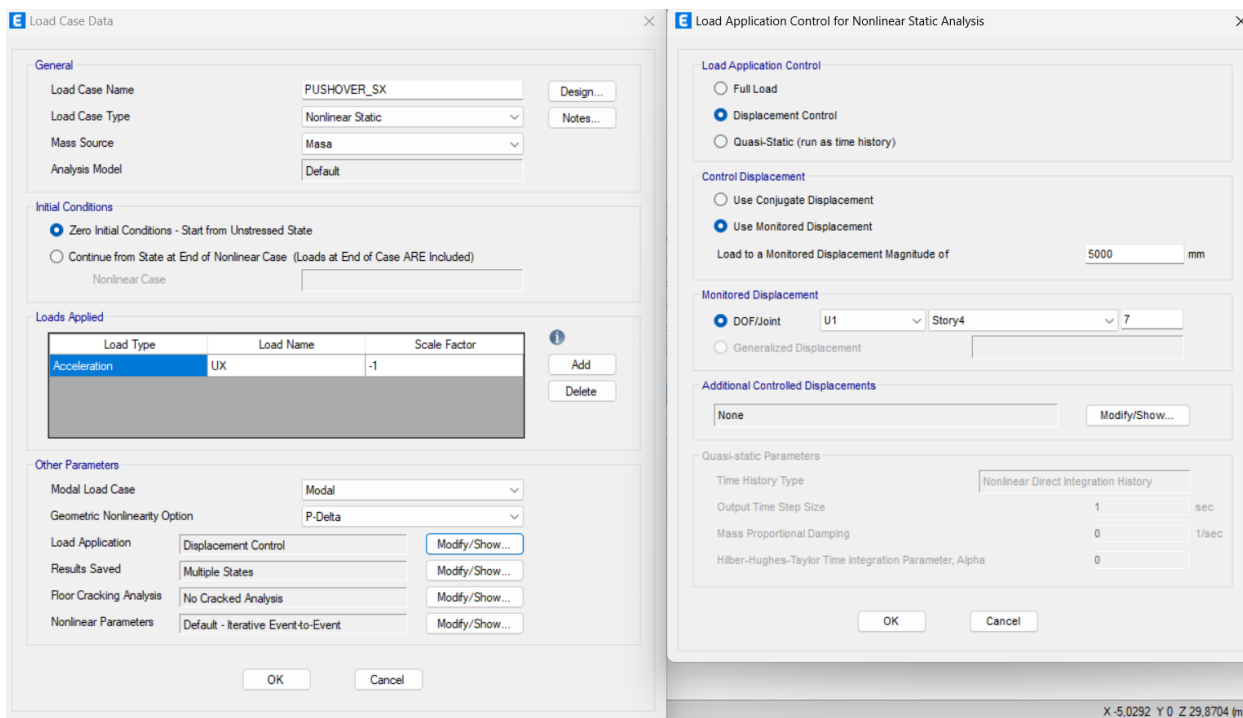 E Load Case Data
General
Load Case Name PUSHOVER_SX Design...
Load Case Type Nonlinear Static Notes...
Mass Source Masa
Analysis Model Default
Initial Conditions
Zero Initial Conditions - Start from Unstressed State
Continue from State at End of Nonlinear Case (Loads at End of Case ARE Included)
Nonlinear Case
Loads Applied
Load Type Load Name Scale Factor
Acceleration UX -1
Add
Delete
Other Parameters
Modal Load Case Modal
Geometric Nonlinearity Option P-Delta
Load Application Displacement Control Modify/Show...
Results Saved Multiple States Modify/Show...
Floor Cracking Analysis No Cracked Analysis Modify/Show...
Nonlinear Parameters Default - Iterative Event-to-Event Modify/Show...
OK Cancel
E Load Application Control for Nonlinear Static Analysis
Load Application Control
Full Load
Displacement Control
Quasi-Static (run as time history)
Control Displacement
Use Conjugate Displacement
Use Monitored Displacement
Load to a Monitored Displacement Magnitude of 5000 mm
Monitored Displacement
DOF/Joint U1 Story4 7
Generalized Displacement
Additional Controlled Displacements
None Modify/Show...
Quasi-static Parameters
Time History Type Nonlinear Direct Integration History
Output Time Step Size 1 sec
Mass Proportional Damping 0 1/sec
Hilber-Hughes-Taylor Time Integration Parameter, Alpha 0
OK Cancel
X -5,0292 Y 0 Z 29,8704 (m